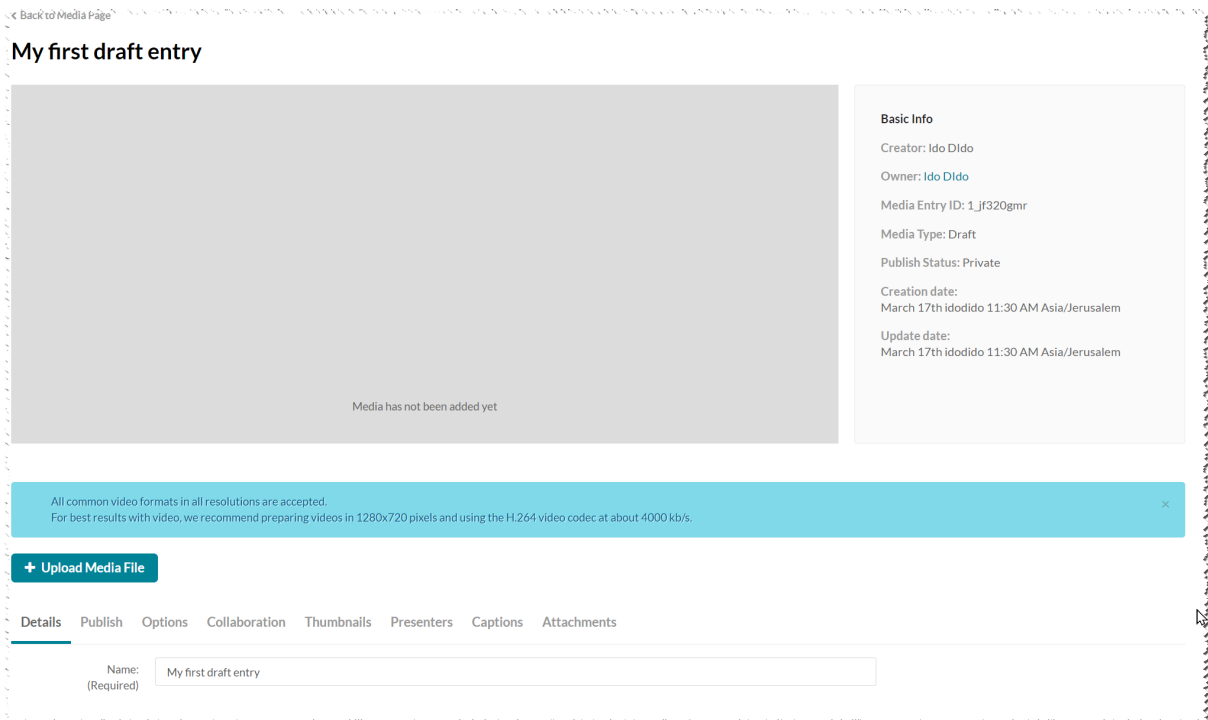 Back to Media Page
My first draft entry
Media has not been added yet
Basic Info
Creator: Ido DIdo
Owner: Ido DIdo
Media Entry ID: 1_jf320gmr
Media Type: Draft
Publish Status: Private
Creation date:
March 17th idodido 11:30 AM Asia/Jerusalem
Update date:
March 17th idodido 11:30 AM Asia/Jerusalem
All common video formats in all resolutions are accepted.
For best results with video, we recommend preparing videos in 1280x720 pixels and using the H.264 video codec at about 4000 kb/s.
Upload Media File
Details Publish Options Collaboration Thumbnails Presenters Captions Attachments
Name: My first draft entry
(Required)